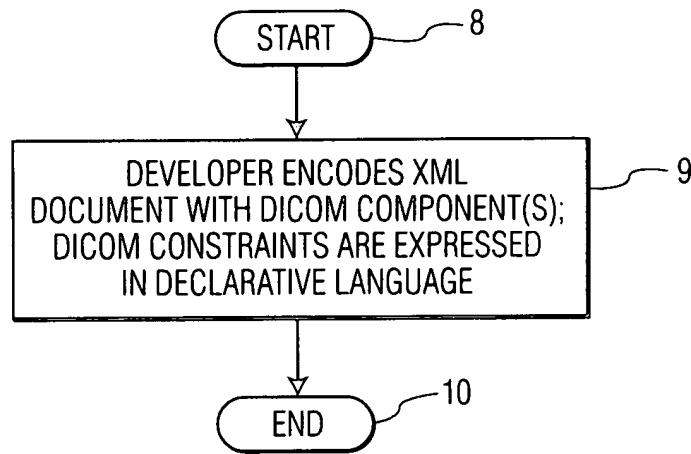 START
8
DEVELOPER ENCODES XML
DOCUMENT WITH DICOM COMPONENT(S);
DICOM CONSTRAINTS ARE EXPRESSED
IN DECLARATIVE LANGUAGE
9
END
10